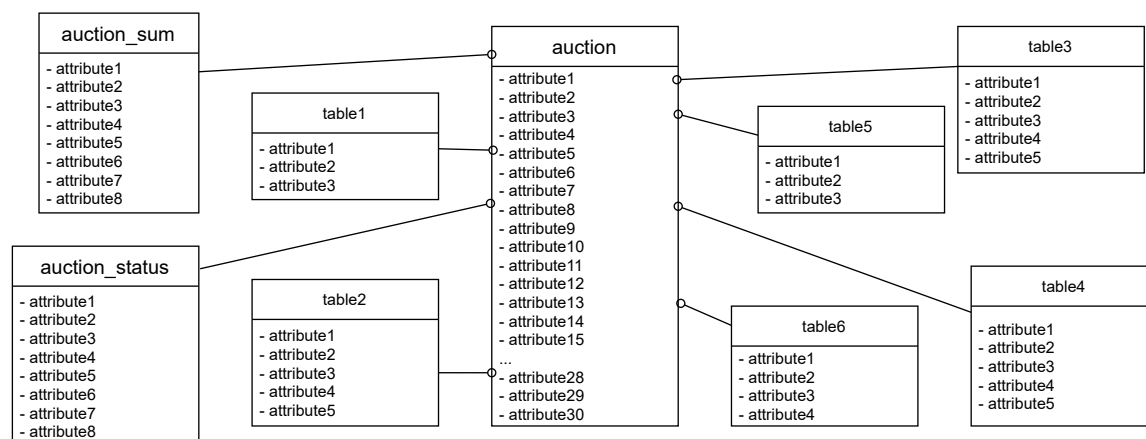 auction_sum
- attribute1
- attribute2
- attribute3
- attribute4
- attribute5
- attribute6
- attribute7
- attribute8
auction_status
- attribute1
- attribute2
- attribute3
- attribute4
- attribute5
- attribute6
- attribute7
- attribute8
table1
- attribute1
- attribute2
- attribute3
table2
- attribute1
- attribute2
- attribute3
- attribute4
- attribute5
auction
- attribute1
- attribute2
- attribute3
- attribute4
- attribute5
- attribute6
- attribute7
- attribute8
- attribute9
- attribute10
- attribute11
- attribute12
- attribute13
- attribute14
- attribute15
...
- attribute28
- attribute29
- attribute30
table5
- attribute1
- attribute2
- attribute3
table6
- attribute1
- attribute2
- attribute3
- attribute4
table3
- attribute1
- attribute2
- attribute3
- attribute4
- attribute5
table4
- attribute1
- attribute2
- attribute3
- attribute4
- attribute5